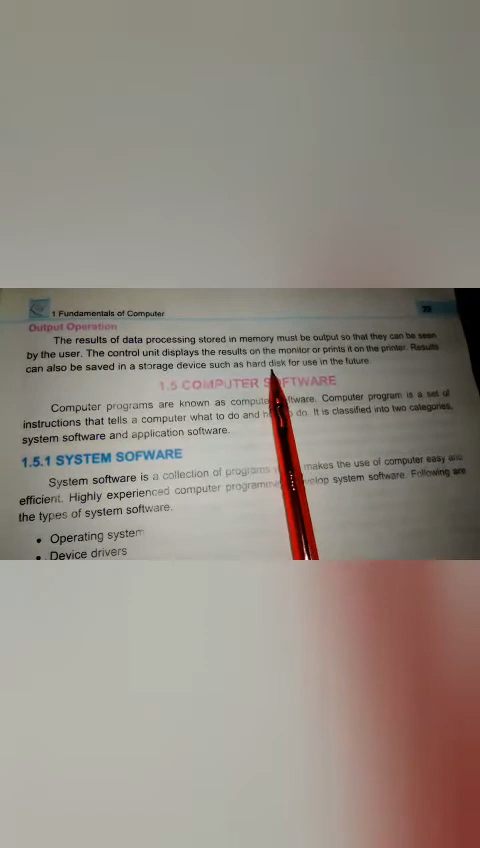 1 Fundamentals of Computer
Output Operation
The results of data processing stored in memory must be output so that they can be seen
by the user. The control unit displays the results on the monitor or prints it on the printer. Results
can also be saved in a storage device such as hard disk for use in the future.
1.5 COMPUTER SOFTWARE
Computer programs are known as computer software. Computer program is a set of
instructions that tells a computer what to do and to do. It is classified into two categories,
system software and application software.
1.5.1 SYSTEM SOFWARE
System software is a collection of programs makes the use of computer easy and
efficient. Highly experienced computer programmers develop system software. Following are
the types of system software.
• Operating system
• Device drivers